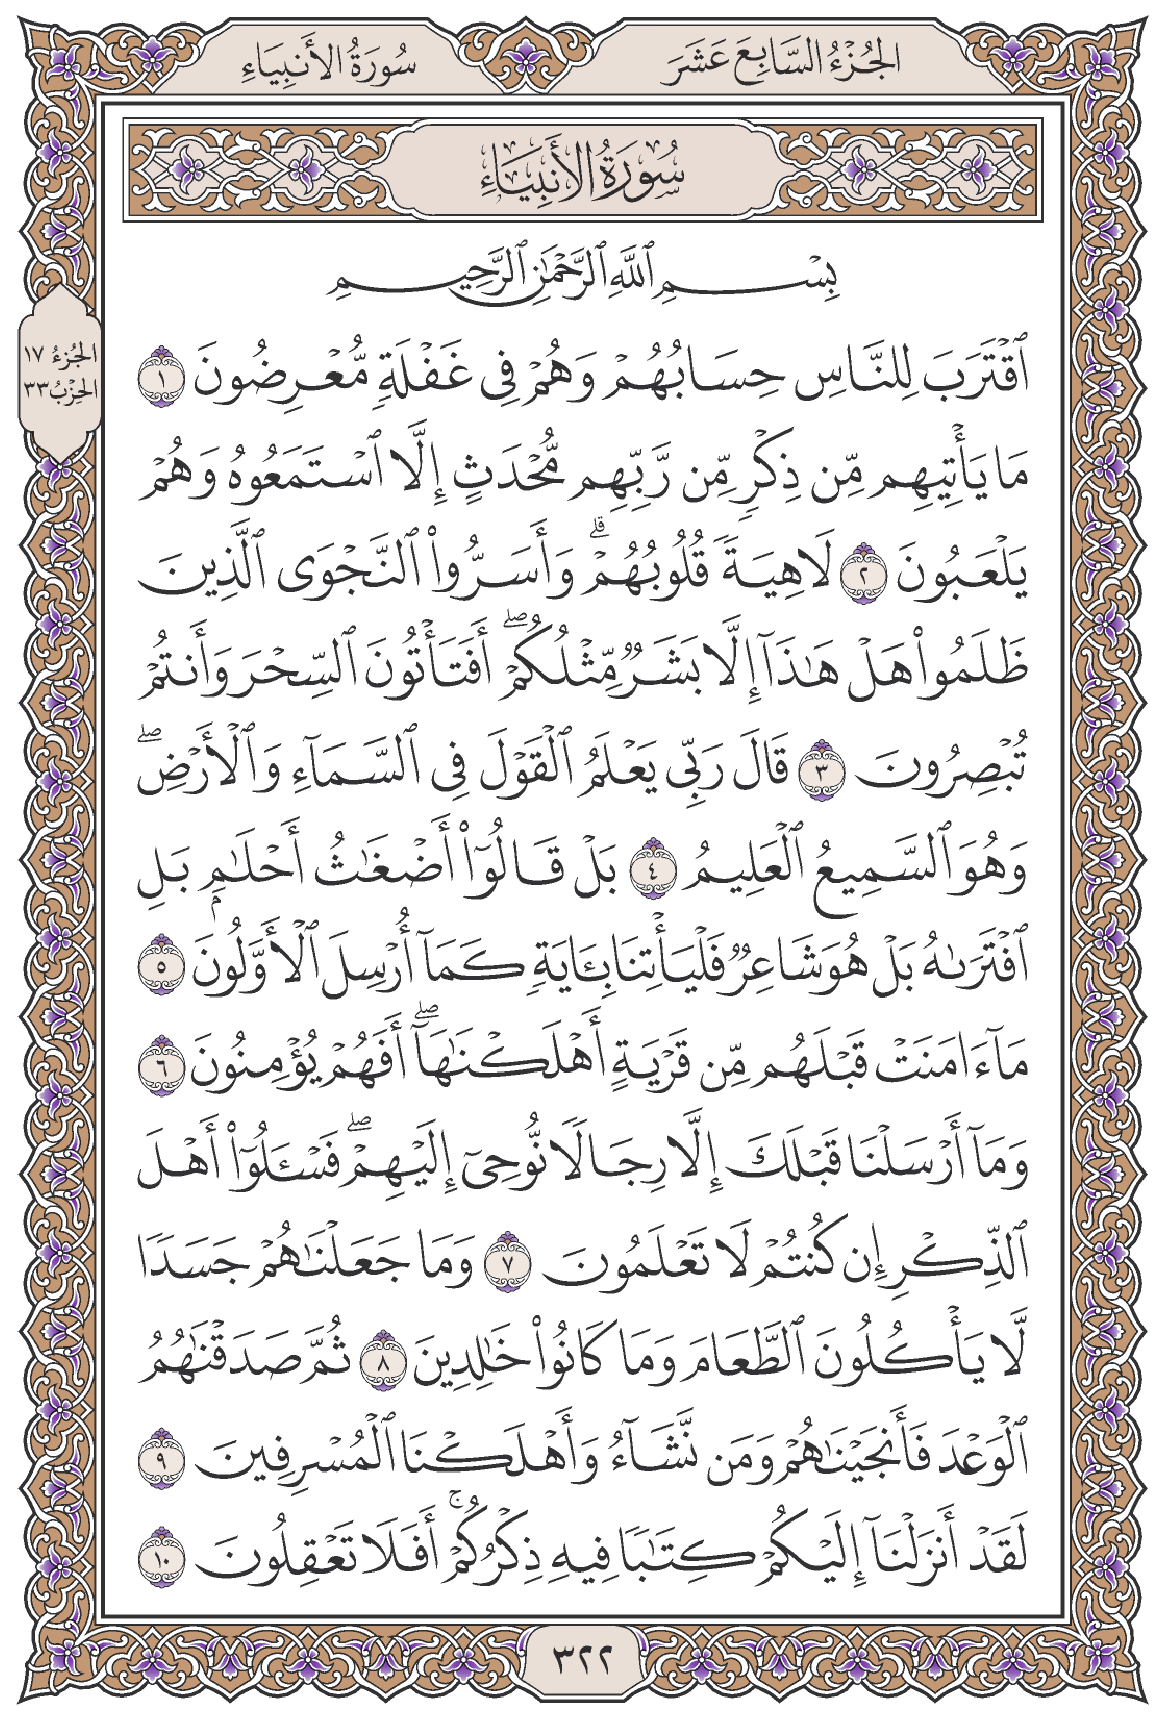 الجُزْءُ السَّابِعَ عَشَرَ
سُورَةُ الأَنبِيَاءِ
سُورَةُ الأَنبِيَاءِ
بِسْمِ ٱللَّهِ ٱلرَّحْمَٰنِ ٱلرَّحِيمِ
الجُزءُ ١٧
الحِزْبُ ٣٣
ٱقْتَرَبَ لِلنَّاسِ حِسَابُهُمْ وَهُمْ فِى غَفْلَةٍ مُّعْرِضُونَ ١
مَا يَأْتِيهِم مِّن ذِكْرٍ مِّن رَّبِّهِم مُّحْدَثٍ إِلَّا ٱسْتَمَعُوهُ وَهُمْ
يَلْعَبُونَ ٢ لَاهِيَةً قُلُوبُهُمْ ۗ وَأَسَرُّوا۟ ٱلنَّجْوَى ٱلَّذِينَ
ظَلَمُوا۟ هَلْ هَٰذَآ إِلَّا بَشَرٌ مِّثْلُكُمْ ۖ أَفَتَأْتُونَ ٱلسِّحْرَ وَأَنتُمْ
تُبْصِرُونَ ٣ قَالَ رَبِّى يَعْلَمُ ٱلْقَوْلَ فِى ٱلسَّمَآءِ وَٱلْأَرْضِ ۖ
وَهُوَ ٱلسَّمِيعُ ٱلْعَلِيمُ ٤ بَلْ قَالُوٓا۟ أَضْغَٰثُ أَحْلَٰمٍۭ بَلِ
ٱفْتَرَىٰهُ بَلْ هُوَ شَاعِرٌ فَلْيَأْتِنَا بِـَٔايَةٍ كَمَآ أُرْسِلَ ٱلْأَوَّلُونَ ٥
مَآ ءَامَنَتْ قَبْلَهُم مِّن قَرْيَةٍ أَهْلَكْنَٰهَآ ۖ أَفَهُمْ يُؤْمِنُونَ ٦
وَمَآ أَرْسَلْنَا قَبْلَكَ إِلَّا رِجَالًا نُّوحِىٓ إِلَيْهِمْ ۖ فَسْـَٔلُوٓا۟ أَهْلَ
ٱلذِّكْرِ إِن كُنتُمْ لَا تَعْلَمُونَ ٧ وَمَا جَعَلْنَٰهُمْ جَسَدًا
لَّا يَأْكُلُونَ ٱلطَّعَامَ وَمَا كَانُوا۟ خَٰلِدِينَ ٨ ثُمَّ صَدَقْنَٰهُمُ
ٱلْوَعْدَ فَأَنجَيْنَٰهُمْ وَمَن نَّشَآءُ وَأَهْلَكْنَا ٱلْمُسْرِفِينَ ٩
لَقَدْ أَنزَلْنَآ إِلَيْكُمْ كِتَٰبًا فِيهِ ذِكْرُكُمْ ۚ أَفَلَا تَعْقِلُونَ ١٠
٣٢٢